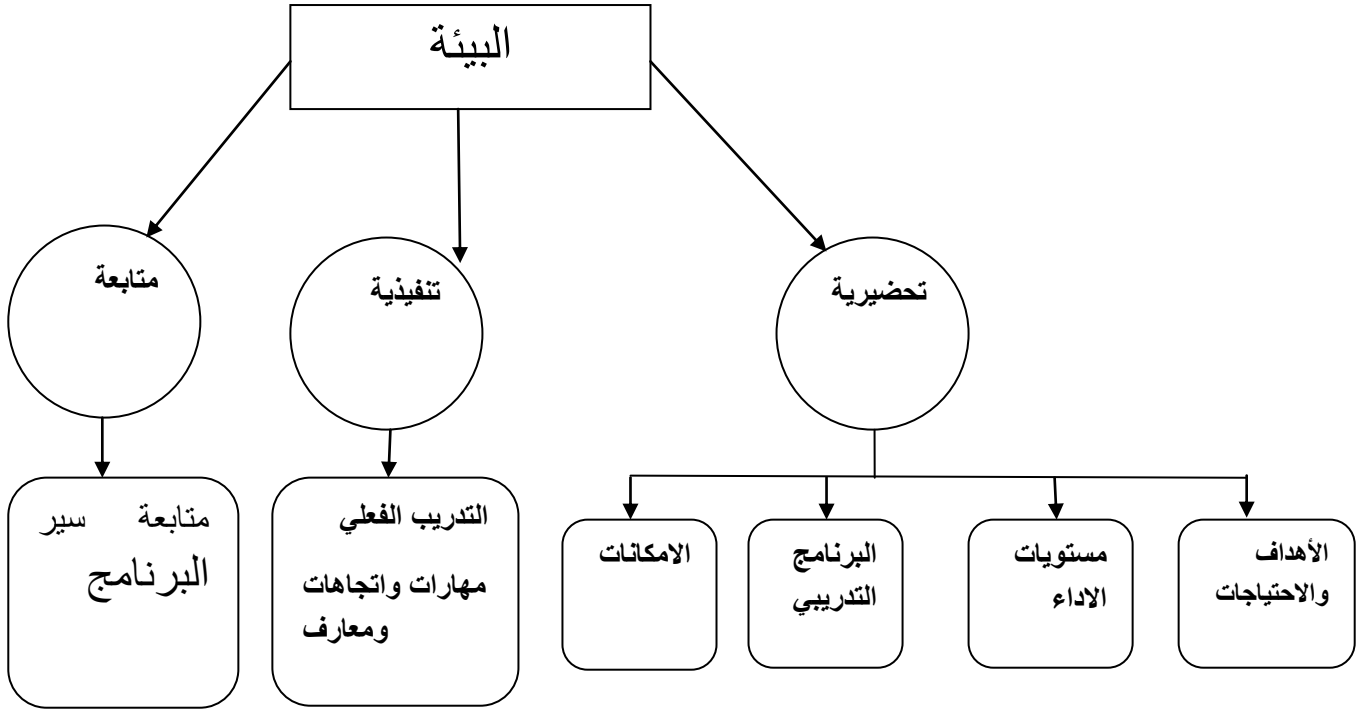 البيئة
تحضيرية
تنفيذية
متابعة
الأهداف
والاحتياجات
مستويات
الاداء
البرنامج
التدريبي
الامكانات
التدريب الفعلي
مهارات واتجاهات
ومعارف
متابعة سير
البرنامج